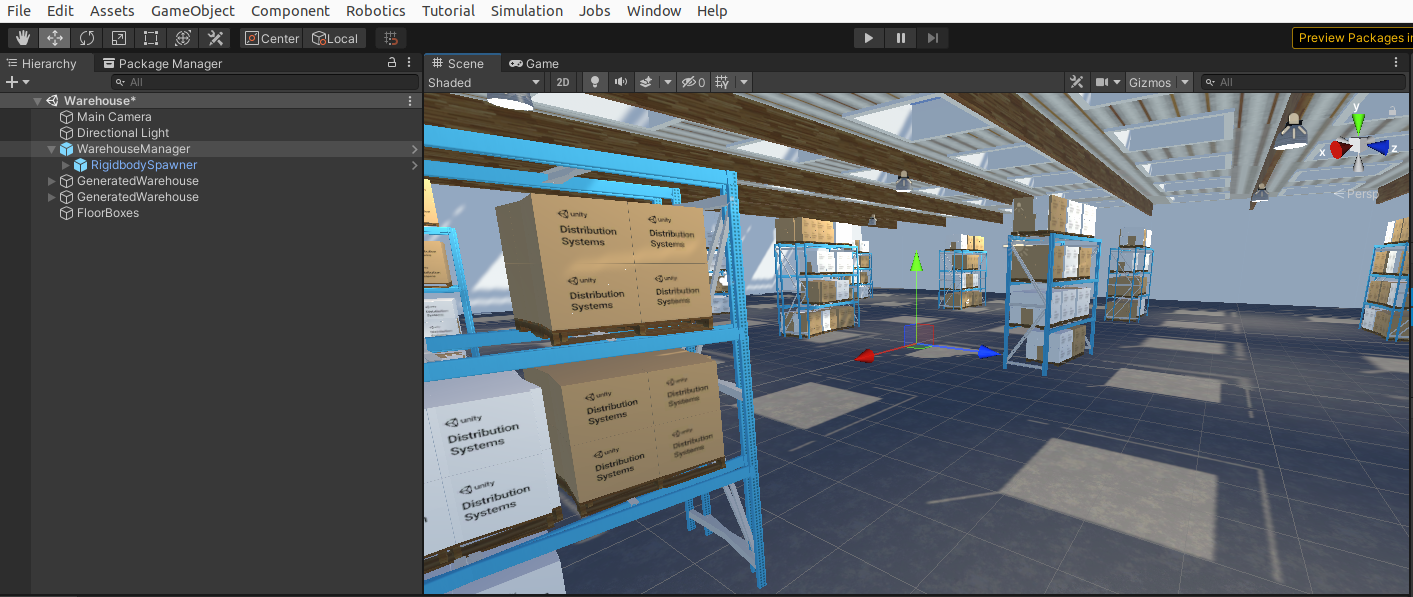 File Edit Assets GameObject Component Robotics Tutorial Simulation Jobs Window Help
Center Local
Preview Packages in
Hierarchy Package Manager
Scene Game
All
Shaded 2D 0 Gizmos All
Warehouse*
Main Camera
Directional Light
WarehouseManager
RigidbodySpawner
GeneratedWarehouse
GeneratedWarehouse
FloorBoxes
y
x z
Persp
unity
Distribution
Systems
unity
Distribution
Systems
unity
Distribution
Systems
unity
Distribution
Systems
unity
Distribution
Systems
unity
Distribution
Systems
unity
Distribution
Systems
unity
Distribution
Systems
unity
Distribution
Systems
unity
Distribution
Systems